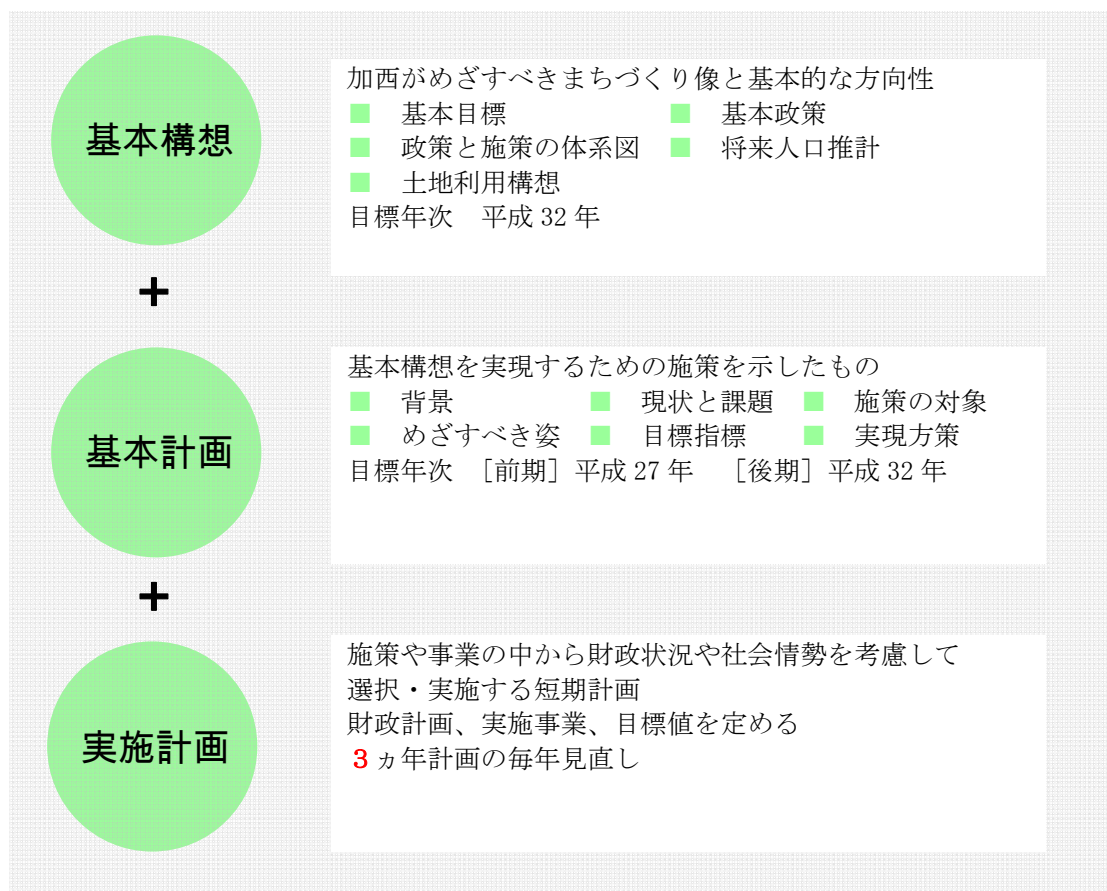 基本構想
加西がめざすべきまちづくり像と基本的な方向性
■ 基本目標 ■ 基本政策
■ 政策と施策の体系図 ■ 将来人口推計
■ 土地利用構想
目標年次 平成 32 年
+
基本計画
基本構想を実現するための施策を示したもの
■ 背景 ■ 現状と課題 ■ 施策の対象
■ めざすべき姿 ■ 目標指標 ■ 実現方策
目標年次 [前期] 平成 27 年 [後期] 平成 32 年
+
実施計画
施策や事業の中から財政状況や社会情勢を考慮して
選択・実施する短期計画
財政計画、実施事業、目標値を定める
3ヵ年計画の毎年見直し